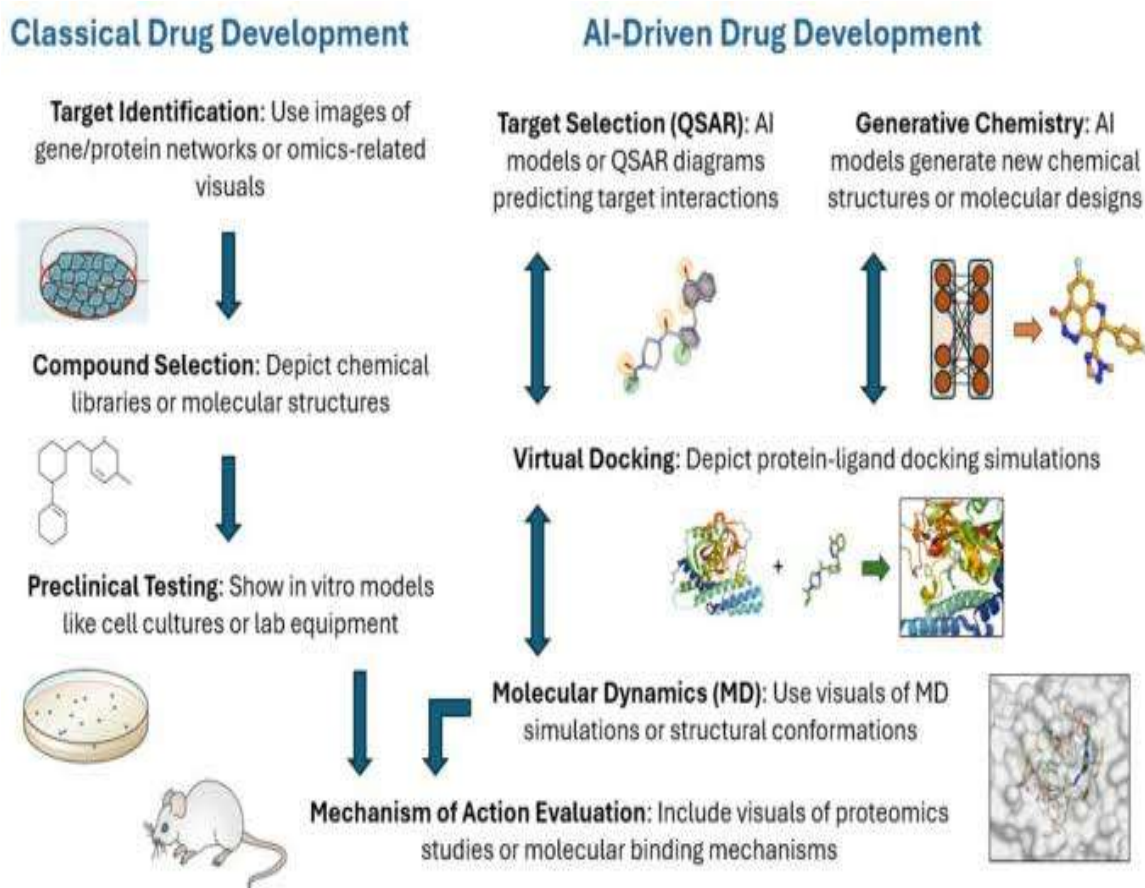 Classical Drug Development
Target Identification: Use images of
gene/protein networks or omics-related
visuals
Compound Selection: Depict chemical
libraries or molecular structures
Preclinical Testing: Show in vitro models
like cell cultures or lab equipment
AI-Driven Drug Development
Target Selection (QSAR): AI
models or QSAR diagrams
predicting target interactions
Generative Chemistry: AI
models generate new chemical
structures or molecular designs
Virtual Docking: Depict protein-ligand docking simulations
+
Molecular Dynamics (MD): Use visuals of MD
simulations or structural conformations
Mechanism of Action Evaluation: Include visuals of proteomics
studies or molecular binding mechanisms